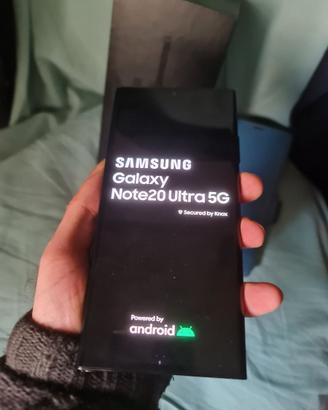 SAMSUNG
Galaxy
Note20 Ultra 5G
Secured by Knox
Powered by
android